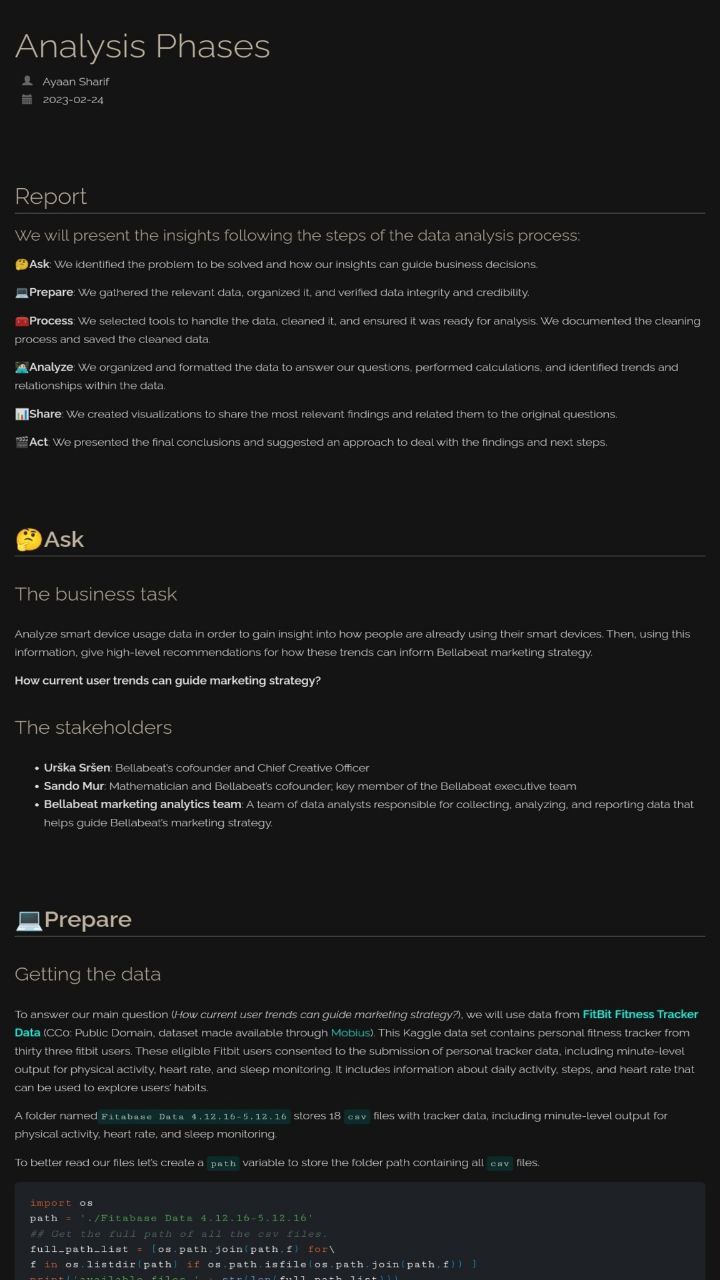 Analysis Phases
Ayaan Sharif
2023-02-24
Report
We will present the insights following the steps of the data analysis process:
🤔Ask: We identified the problem to be solved and how our insights can guide business decisions.
💻Prepare: We gathered the relevant data, organized it, and verified data integrity and credibility.
🧰Process: We selected tools to handle the data, cleaned it, and ensured it was ready for analysis. We documented the cleaning
process and saved the cleaned data.
👩‍💻Analyze: We organized and formatted the data to answer our questions, performed calculations, and identified trends and
relationships within the data.
📊Share: We created visualizations to share the most relevant findings and related them to the original questions.
🎬Act: We presented the final conclusions and suggested an approach to deal with the findings and next steps.
🤔Ask
The business task
Analyze smart device usage data in order to gain insight into how people are already using their smart devices. Then, using this
information, give high-level recommendations for how these trends can inform Bellabeat marketing strategy.
How current user trends can guide marketing strategy?
The stakeholders
• Urška Sršen: Bellabeat's cofounder and Chief Creative Officer
• Sando Mur: Mathematician and Bellabeat's cofounder; key member of the Bellabeat executive team
• Bellabeat marketing analytics team: A team of data analysts responsible for collecting, analyzing, and reporting data that
helps guide Bellabeat's marketing strategy.
💻Prepare
Getting the data
To answer our main question (How current user trends can guide marketing strategy?), we will use data from FitBit Fitness Tracker
Data (CC0: Public Domain, dataset made available through Mobius). This Kaggle data set contains personal fitness tracker from
thirty three fitbit users. These eligible Fitbit users consented to the submission of personal tracker data, including minute-level
output for physical activity, heart rate, and sleep monitoring. It includes information about daily activity, steps, and heart rate that
can be used to explore users' habits.
A folder named Fitabase Data 4.12.16-5.12.16 stores 18 csv files with tracker data, including minute-level output for
physical activity, heart rate, and sleep monitoring.
To better read our files let's create a path variable to store the folder path containing all csv files.
import os
path = './Fitabase Data 4.12.16-5.12.16'
## Get the full path of all the csv files.
full_path_list = [os.path.join(path,f) for\
f in os.listdir(path) if os.path.isfile(os.path.join(path,f)) ]
print('available files ' + str(len(full_path_list)))